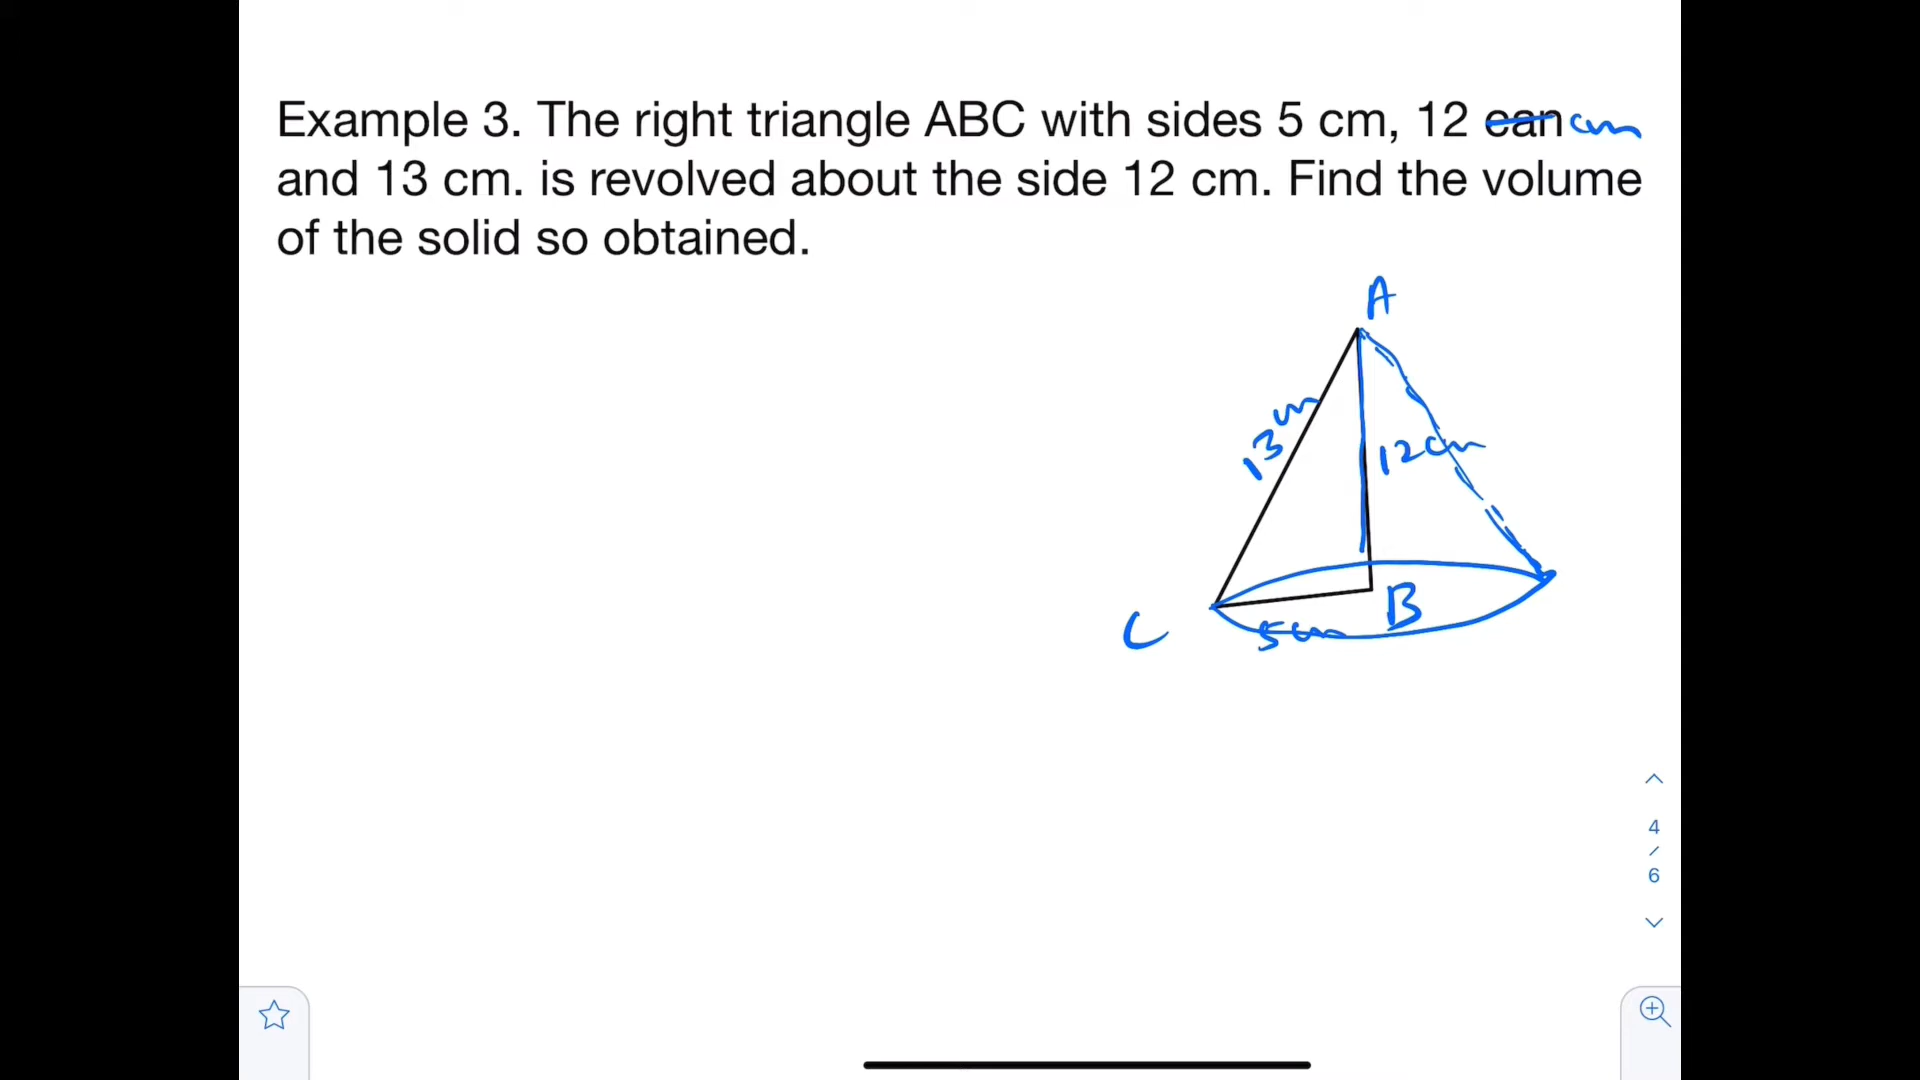 Example 3. The right triangle ABC with sides 5 cm, 12 can cm
and 13 cm. is revolved about the side 12 cm. Find the volume
of the solid so obtained.
A
13 cm
12 cm
B
C
5 cm
4
/
6